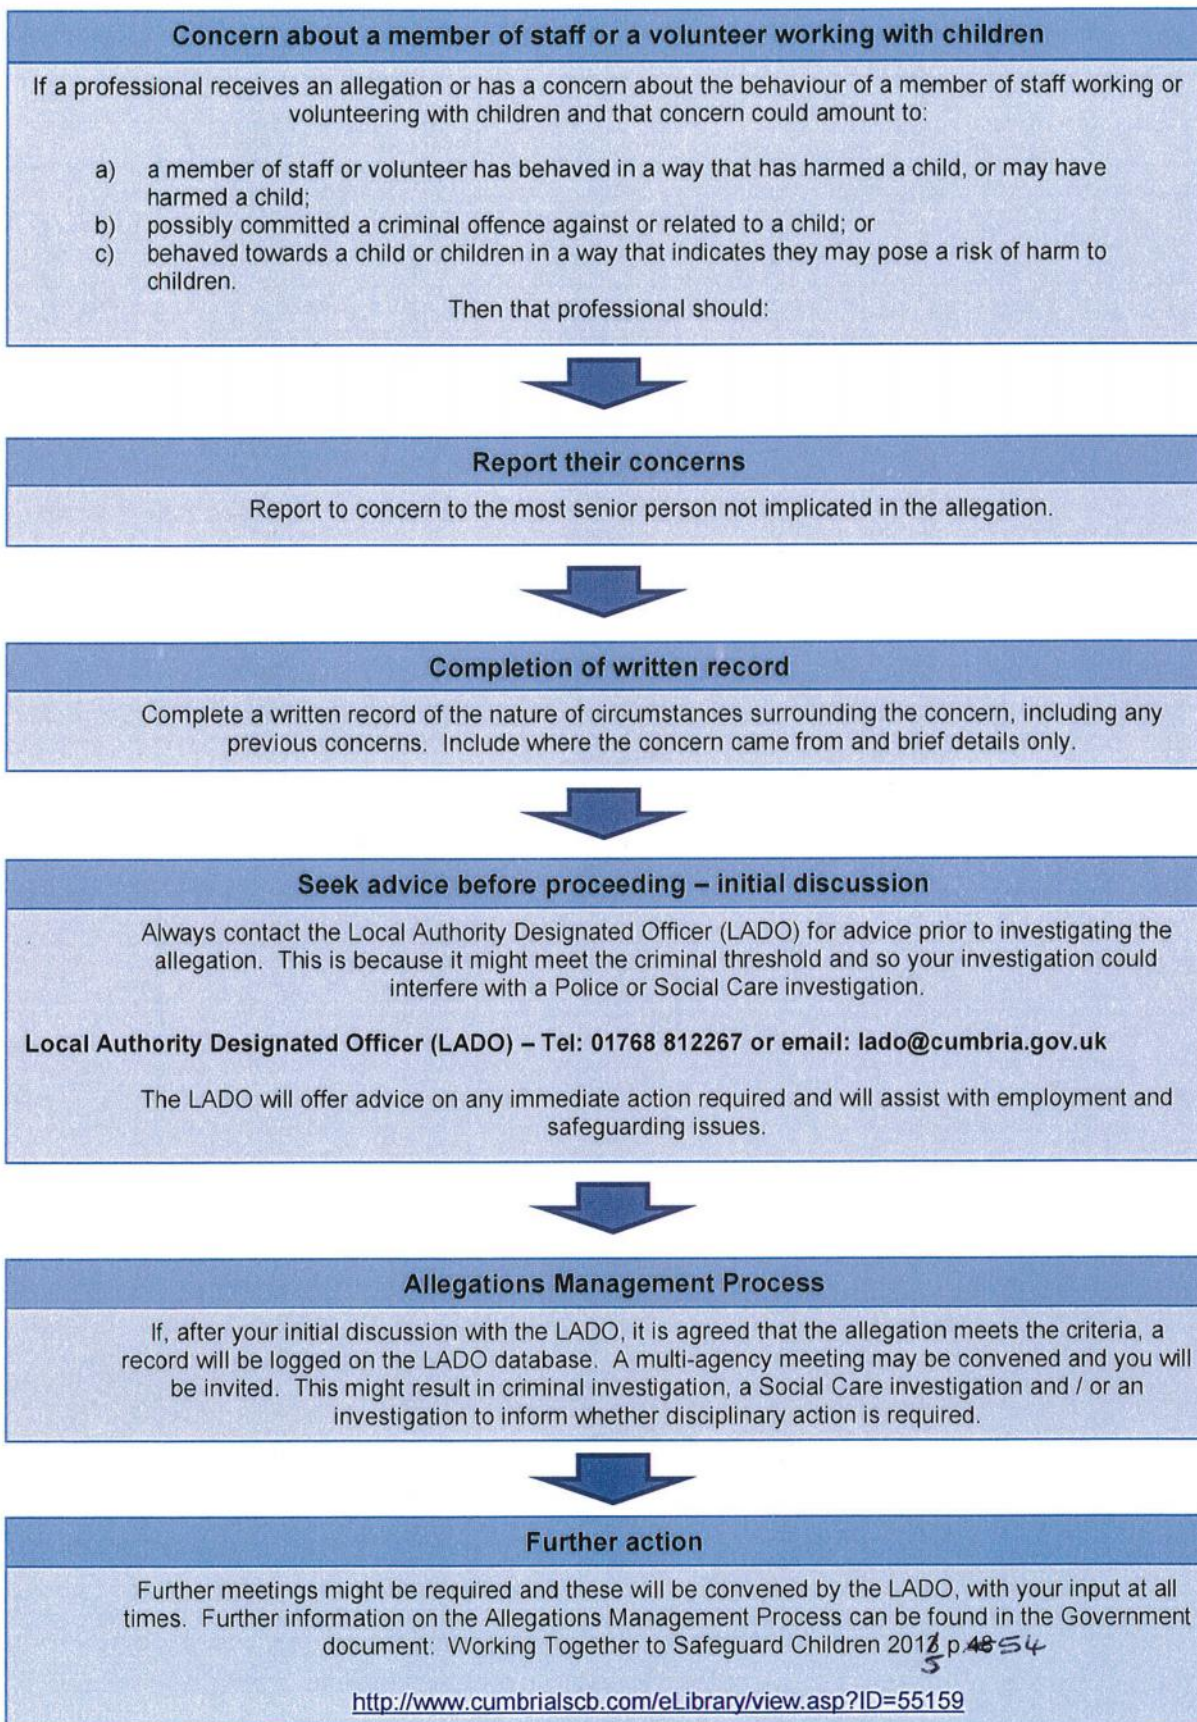 Concern about a member of staff or a volunteer working with children
If a professional receives an allegation or has a concern about the behaviour of a member of staff working or
volunteering with children and that concern could amount to:
a) a member of staff or volunteer has behaved in a way that has harmed a child, or may have
harmed a child;
b) possibly committed a criminal offence against or related to a child; or
c) behaved towards a child or children in a way that indicates they may pose a risk of harm to
children.
Then that professional should:
Report their concerns
Report to concern to the most senior person not implicated in the allegation.
Completion of written record
Complete a written record of the nature of circumstances surrounding the concern, including any
previous concerns. Include where the concern came from and brief details only.
Seek advice before proceeding – initial discussion
Always contact the Local Authority Designated Officer (LADO) for advice prior to investigating the
allegation. This is because it might meet the criminal threshold and so your investigation could
interfere with a Police or Social Care investigation.
Local Authority Designated Officer (LADO) – Tel: 01768 812267 or email: lado@cumbria.gov.uk
The LADO will offer advice on any immediate action required and will assist with employment and
safeguarding issues.
Allegations Management Process
If, after your initial discussion with the LADO, it is agreed that the allegation meets the criteria, a
record will be logged on the LADO database. A multi-agency meeting may be convened and you will
be invited. This might result in criminal investigation, a Social Care investigation and / or an
investigation to inform whether disciplinary action is required.
Further action
Further meetings might be required and these will be convened by the LADO, with your input at all
times. Further information on the Allegations Management Process can be found in the Government
document: Working Together to Safeguard Children 2015 p.48 54
http://www.cumbrialscb.com/eLibrary/view.asp?ID=55159